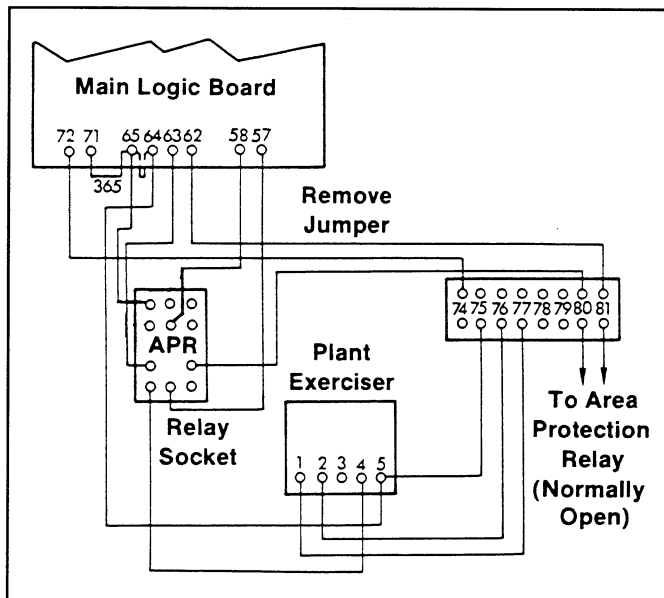 Main Logic Board
72 71 65 64 63 62 58 57
365
Remove
Jumper
74 75 76 77 78 79 80 81
APR
Plant
Exerciser
Relay
Socket
1 2 3 4 5
To Area
Protection
Relay
(Normally
Open)